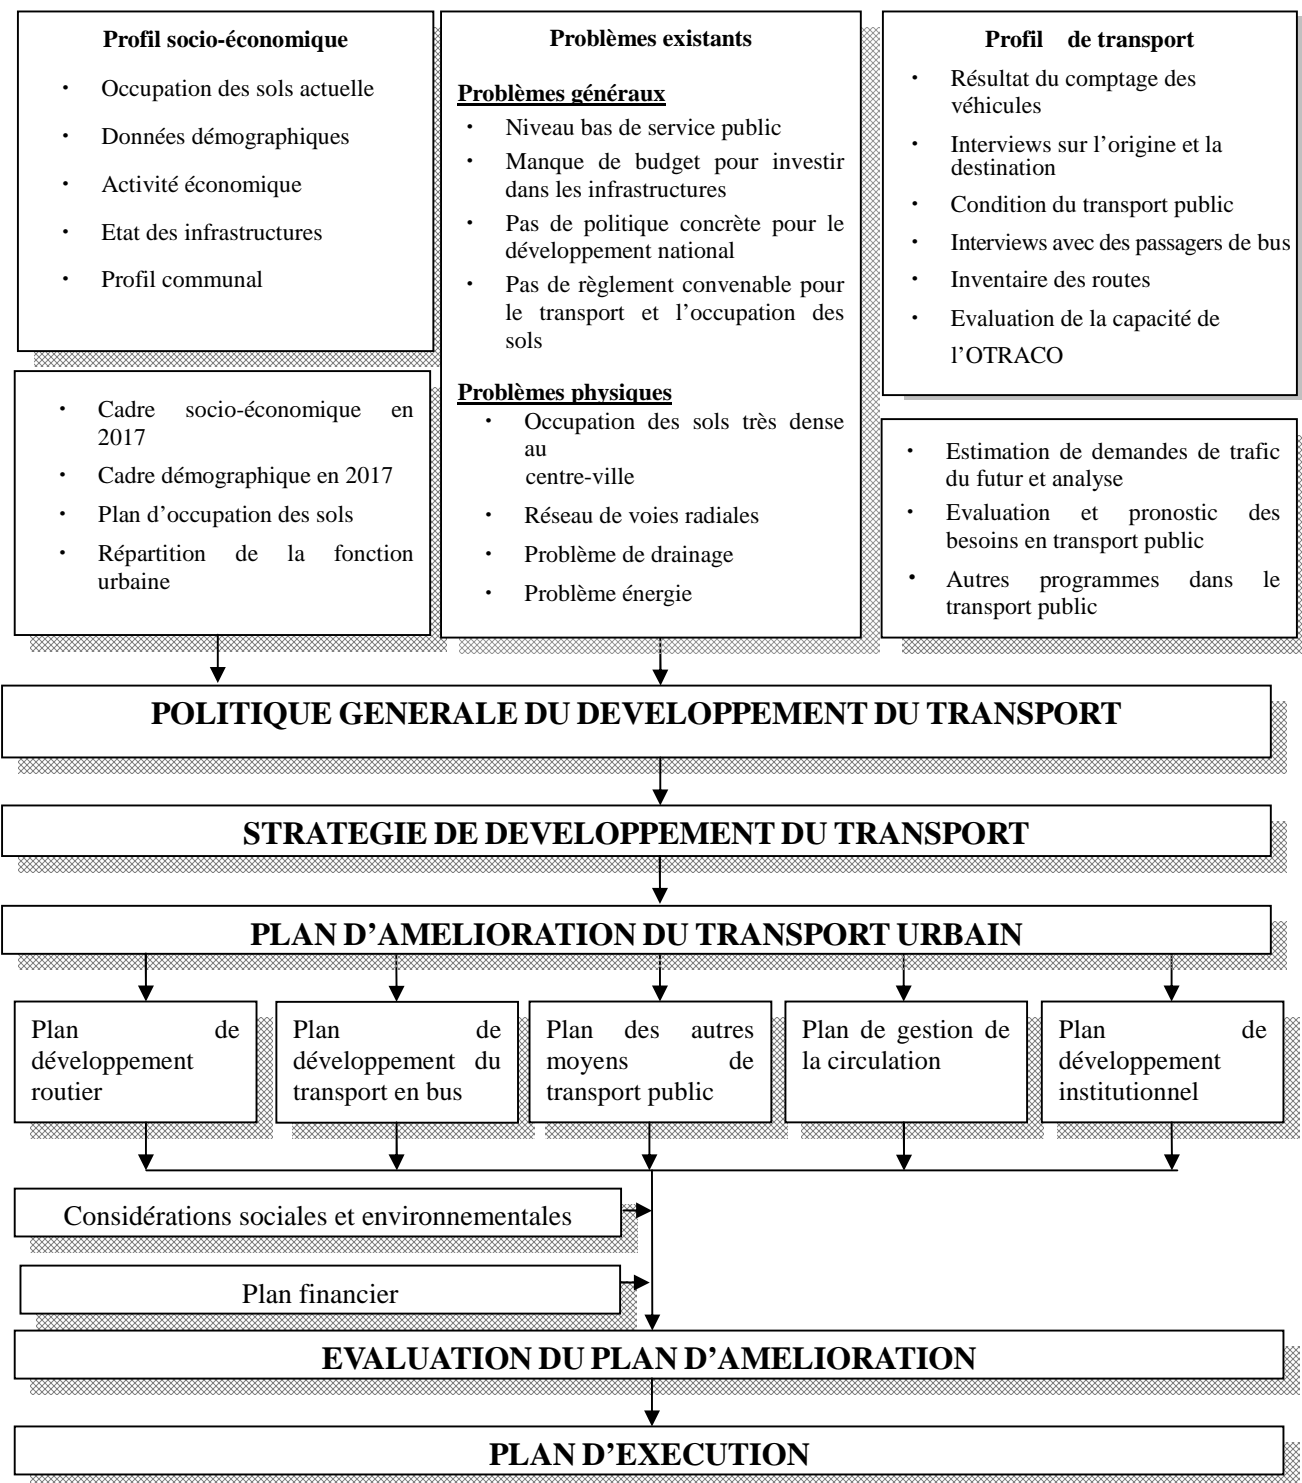 Profil socio-économique
・ Occupation des sols actuelle
・ Données démographiques
・ Activité économique
・ Etat des infrastructures
・ Profil communal
・ Cadre socio-économique en
2017
・ Cadre démographique en 2017
・ Plan d’occupation des sols
・ Répartition de la fonction
urbaine
Problèmes existants
Problèmes généraux
・ Niveau bas de service public
・ Manque de budget pour investir
dans les infrastructures
・ Pas de politique concrète pour le
développement national
・ Pas de règlement convenable pour
le transport et l’occupation des
sols
Problèmes physiques
・ Occupation des sols très dense
au
centre-ville
・ Réseau de voies radiales
・ Problème de drainage
・ Problème énergie
Profil de transport
・ Résultat du comptage des
véhicules
・ Interviews sur l’origine et la
destination
・ Condition du transport public
・ Interviews avec des passagers de bus
・ Inventaire des routes
・ Evaluation de la capacité de
l’OTRACO
・ Estimation de demandes de trafic
du futur et analyse
・ Evaluation et pronostic des
besoins en transport public
・ Autres programmes dans le
transport public
POLITIQUE GENERALE DU DEVELOPPEMENT DU TRANSPORT
STRATEGIE DE DEVELOPPEMENT DU TRANSPORT
PLAN D’AMELIORATION DU TRANSPORT URBAIN
Plan de
développement
routier
Plan de
développement du
transport en bus
Plan des autres
moyens de
transport public
Plan de gestion de
la circulation
Plan de
développement
institutionnel
Considérations sociales et environnementales
Plan financier
EVALUATION DU PLAN D’AMELIORATION
PLAN D’EXECUTION